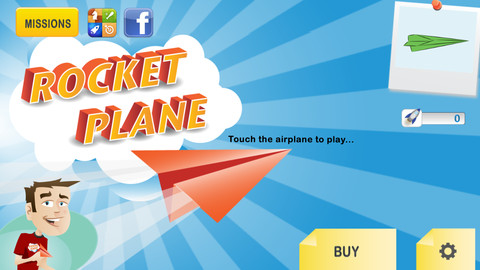 MISSIONS
f
ROCKET
PLANE
0
Touch the airplane to play...
BUY